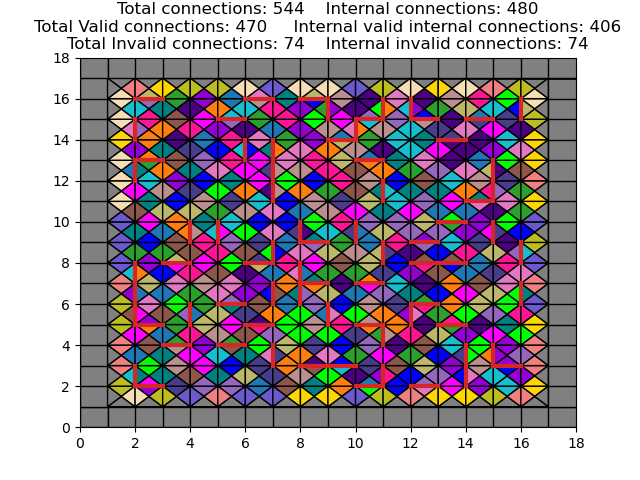 Total connections: 544    Internal connections: 480
Total Valid connections: 470    Internal valid internal connections: 406
Total Invalid connections: 74    Internal invalid connections: 74
18
16
14
12
10
8
6
4
2
0
0 2 4 6 8 10 12 14 16 18